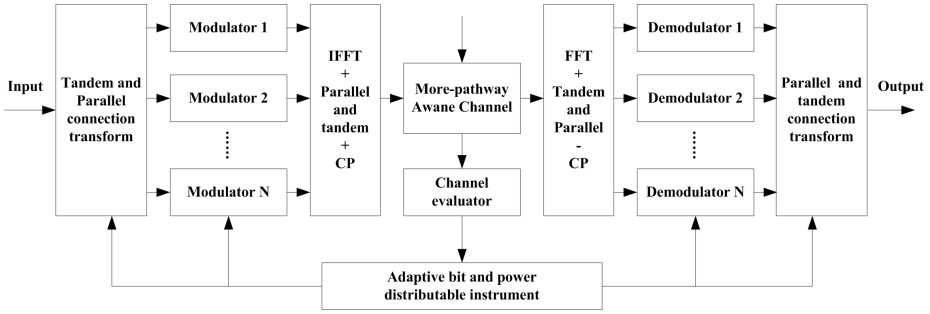 Input
Tandem and
Parallel
connection
transform
Modulator 1
Modulator 2
Modulator N
IFFT
+
Parallel
and
tandem
+
CP
More-pathway
Awane Channel
Channel
evaluator
FFT
+
Tandem
and
Parallel
-
CP
Demodulator 1
Demodulator 2
Demodulator N
Parallel and
tandem
connection
transform
Output
Adaptive bit and power
distributable instrument